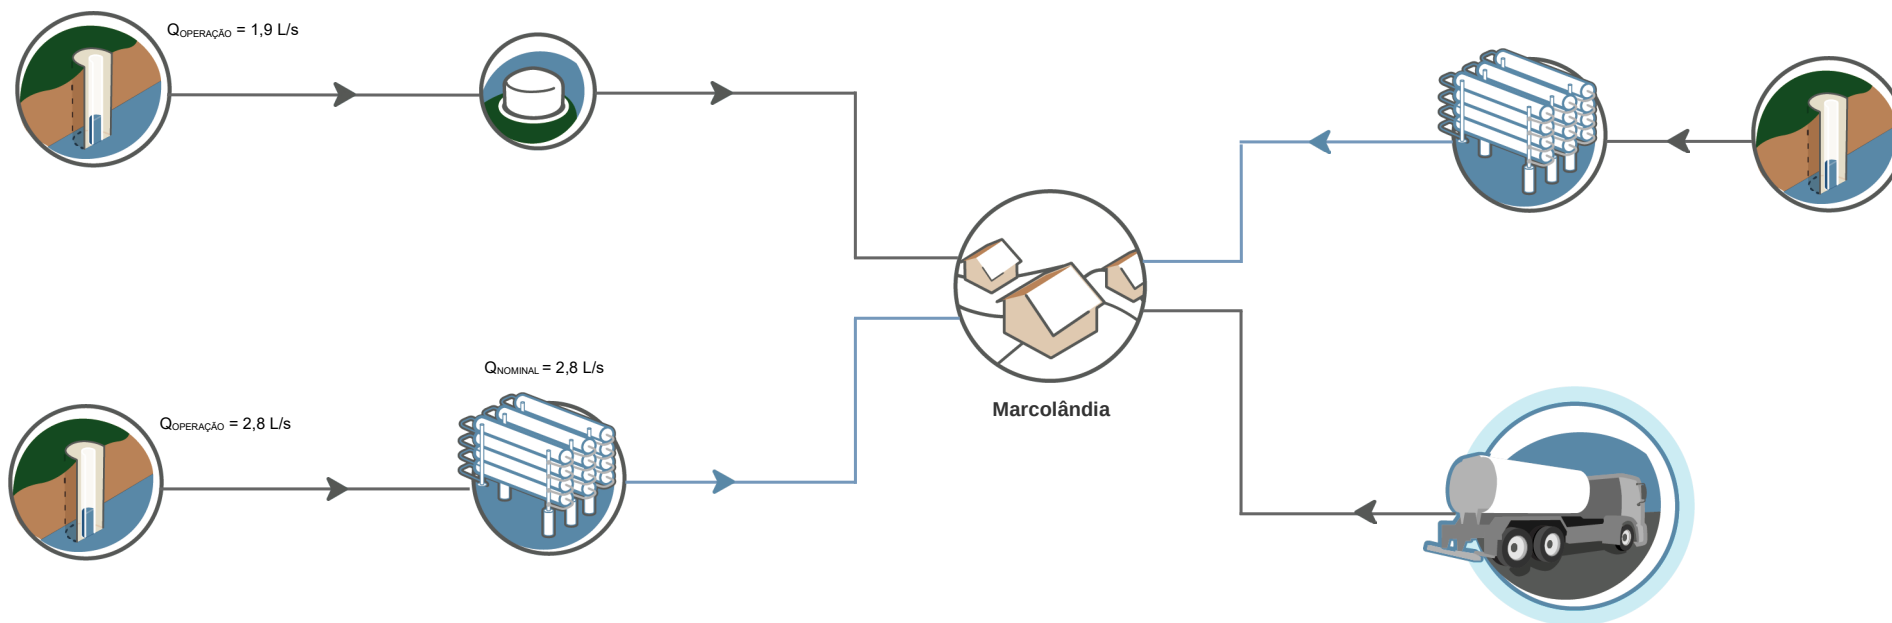 QOPERAÇÃO = 1,9 L/s
QNOMINAL = 2,8 L/s
Marcolândia
QOPERAÇÃO = 2,8 L/s